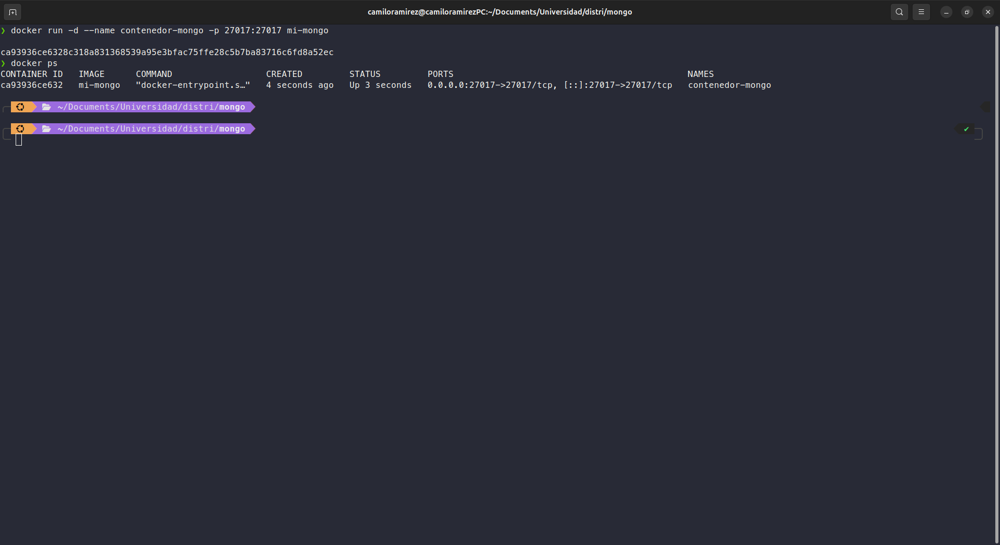 camiloramirez@camiloramirezPC:~/Documents/Universidad/distri/mongo
❯ docker run -d --name contenedor-mongo -p 27017:27017 mi-mongo
ca93936ce6328c318a831368539a95e3bfac75ffe28c5b7ba83716c6fd8a52ec
❯ docker ps
CONTAINER ID   IMAGE      COMMAND                  CREATED         STATUS         PORTS                                             NAMES
ca93936ce632   mi-mongo   "docker-entrypoint.s…"   4 seconds ago   Up 3 seconds   0.0.0.0:27017->27017/tcp, [::]:27017->27017/tcp   contenedor-mongo
~/Documents/Universidad/distri/mongo
~/Documents/Universidad/distri/mongo ✔